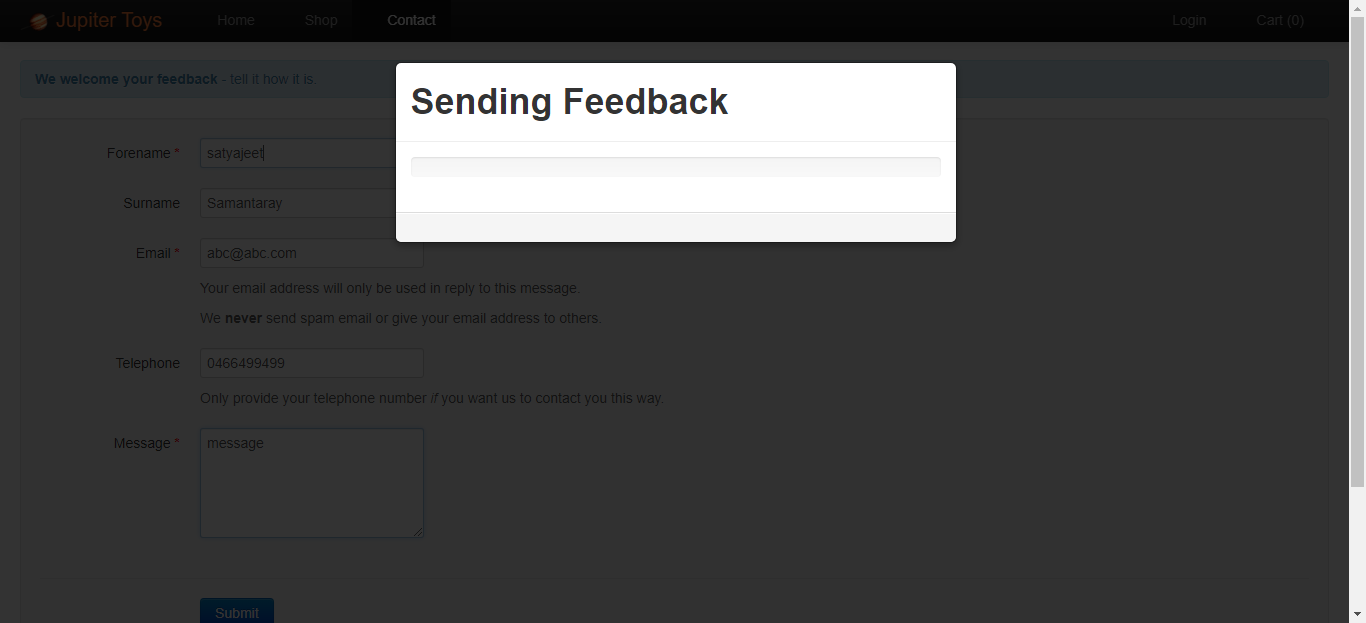 Jupiter Toys Home Shop Contact Login Cart (0)
We welcome your feedback - tell it how it is.
Sending Feedback
Forename * satyajeet
Surname Samantaray
Email * abc@abc.com
Your email address will only be used in reply to this message.
We never send spam email or give your email address to others.
Telephone 0466499499
Only provide your telephone number if you want us to contact you this way.
Message * message
Submit